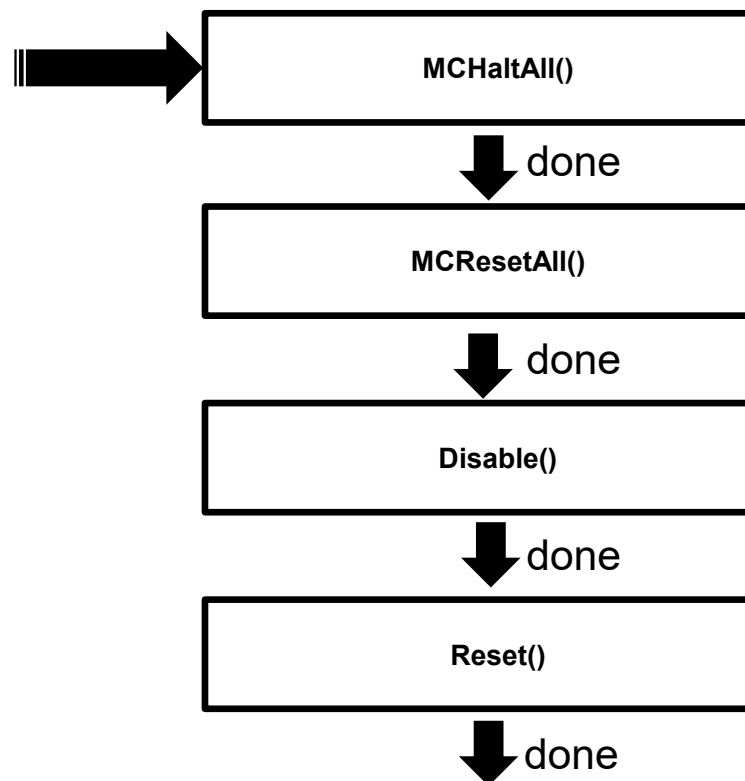 MCHaltAll()
done
MCResetAll()
done
Disable()
done
Reset()
done